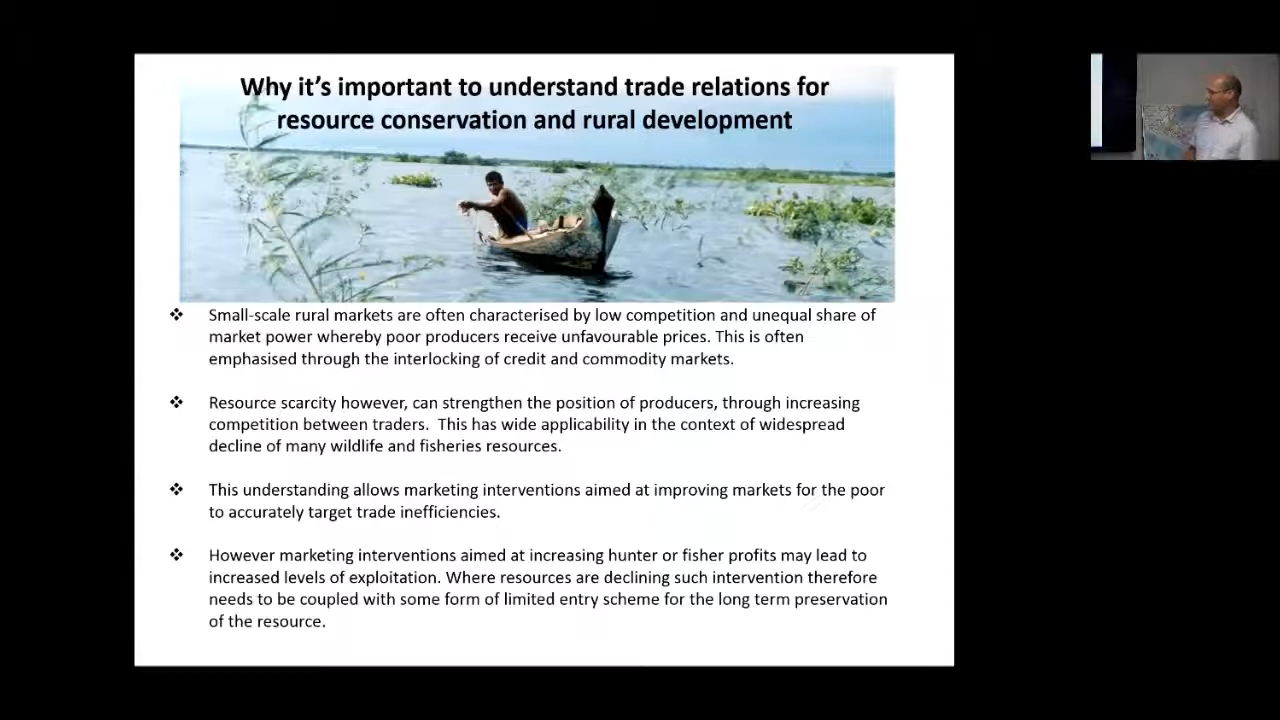 Why it's important to understand trade relations for
resource conservation and rural development
❖ Small-scale rural markets are often characterised by low competition and unequal share of
market power whereby poor producers receive unfavourable prices. This is often
emphasised through the interlocking of credit and commodity markets.
❖ Resource scarcity however, can strengthen the position of producers, through increasing
competition between traders. This has wide applicability in the context of widespread
decline of many wildlife and fisheries resources.
❖ This understanding allows marketing interventions aimed at improving markets for the poor
to accurately target trade inefficiencies.
❖ However marketing interventions aimed at increasing hunter or fisher profits may lead to
increased levels of exploitation. Where resources are declining such intervention therefore
needs to be coupled with some form of limited entry scheme for the long term preservation
of the resource.